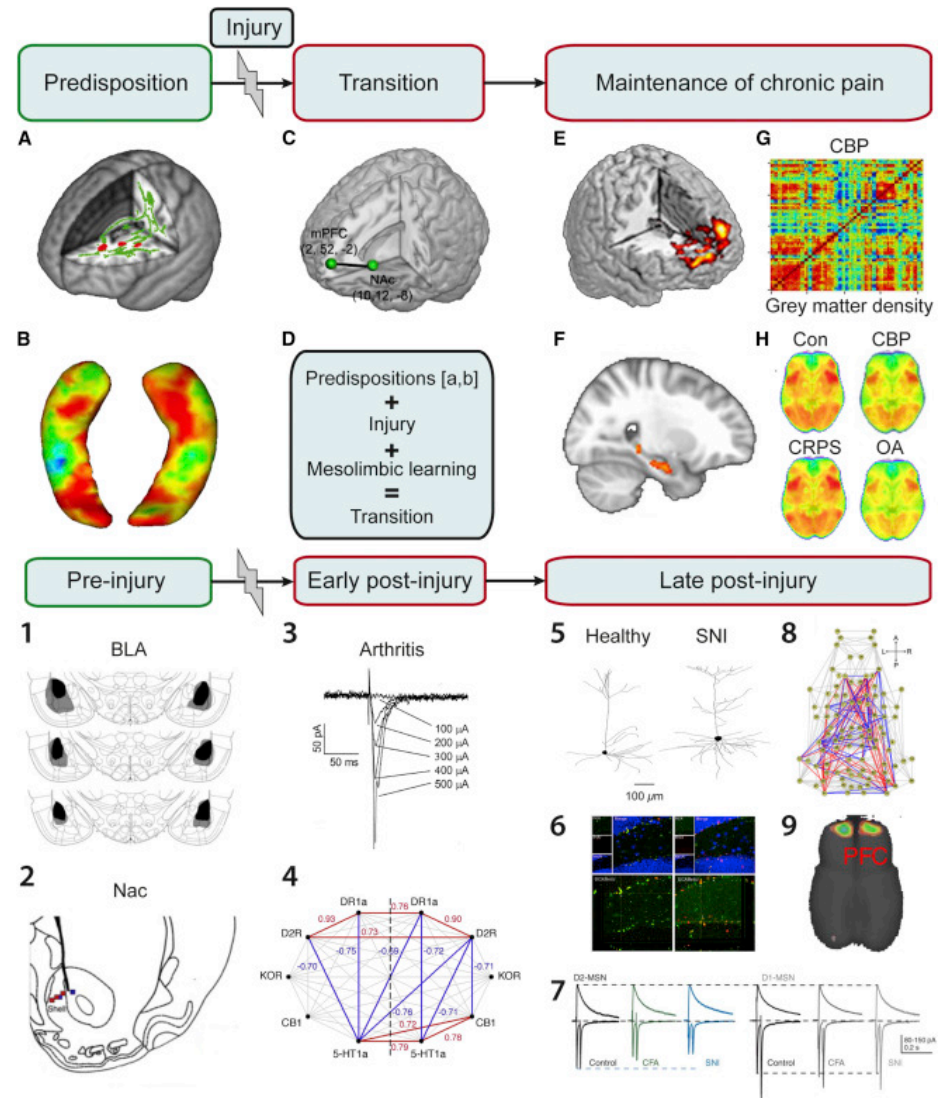 Injury
Predisposition
Transition
Maintenance of chronic pain
A
C
E
G
CBP
mPFC
(2, 52, -2)
NAc
(10,12, -8)
Grey matter density
B
D
F
H
Predispositions [a,b]
+
Injury
+
Mesolimbic learning
=
Transition
Con
CBP
CRPS
OA
Pre-injury
Early post-injury
Late post-injury
1
BLA
3
Arthritis
50 pA
50 ms
100 µA
200 µA
300 µA
400 µA
500 µA
5
Healthy
SNI
100 µm
8
A
L
R
P
2
Nac
Shell
4
DR1a
0.76
DR1a
0.93
0.90
D2R
0.73
D2R
-0.75
-0.72
-0.70
-0.71
KOR
KOR
CB1
-0.76
-0.71
CB1
0.72
0.78
5-HT1a
0.79
5-HT1a
6
9
PFC
7
D2-MSN
D1-MSN
Control
CFA
SNI
Control
CFA
SNI
80-150 pA
0.2 s